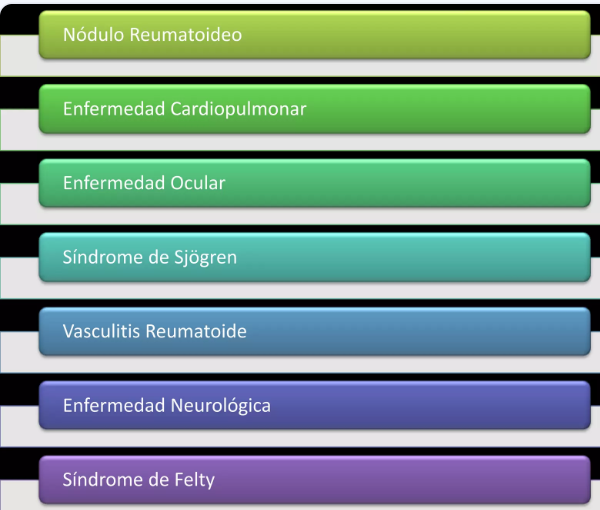 Nódulo Reumatoideo
Enfermedad Cardiopulmonar
Enfermedad Ocular
Síndrome de Sjögren
Vasculitis Reumatoide
Enfermedad Neurológica
Síndrome de Felty